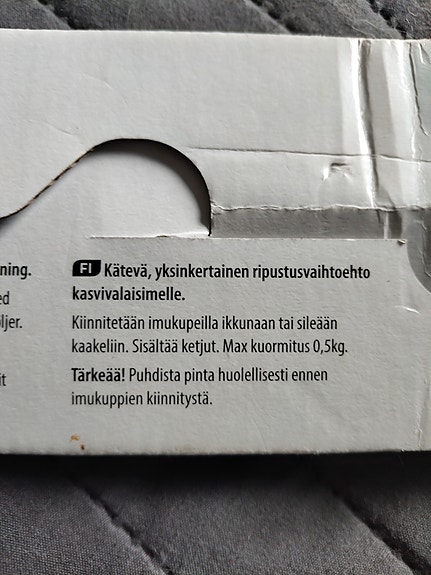 FI Kätevä, yksinkertainen ripustusvaihtoehto
kasvivalaisimelle.
Kiinnitetään imukupeilla ikkunaan tai sileään
kaakeliin. Sisältää ketjut. Max kuormitus 0,5kg.
Tärkeää! Puhdista pinta huolellisesti ennen
imukuppien kiinnitystä.